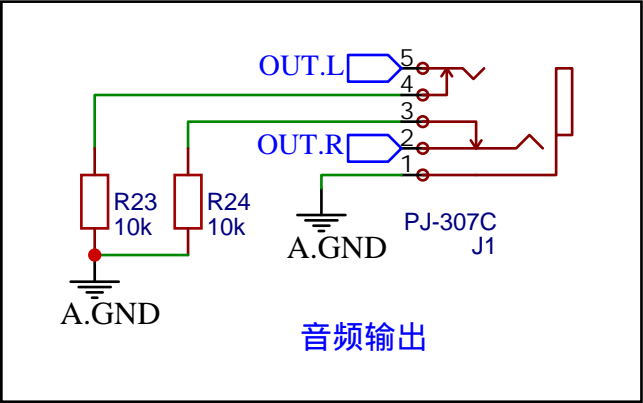 OUT.L
5
4
3
OUT.R
2
1
R23
10k
R24
10k
PJ-307C
J1
A.GND
A.GND
音频输出